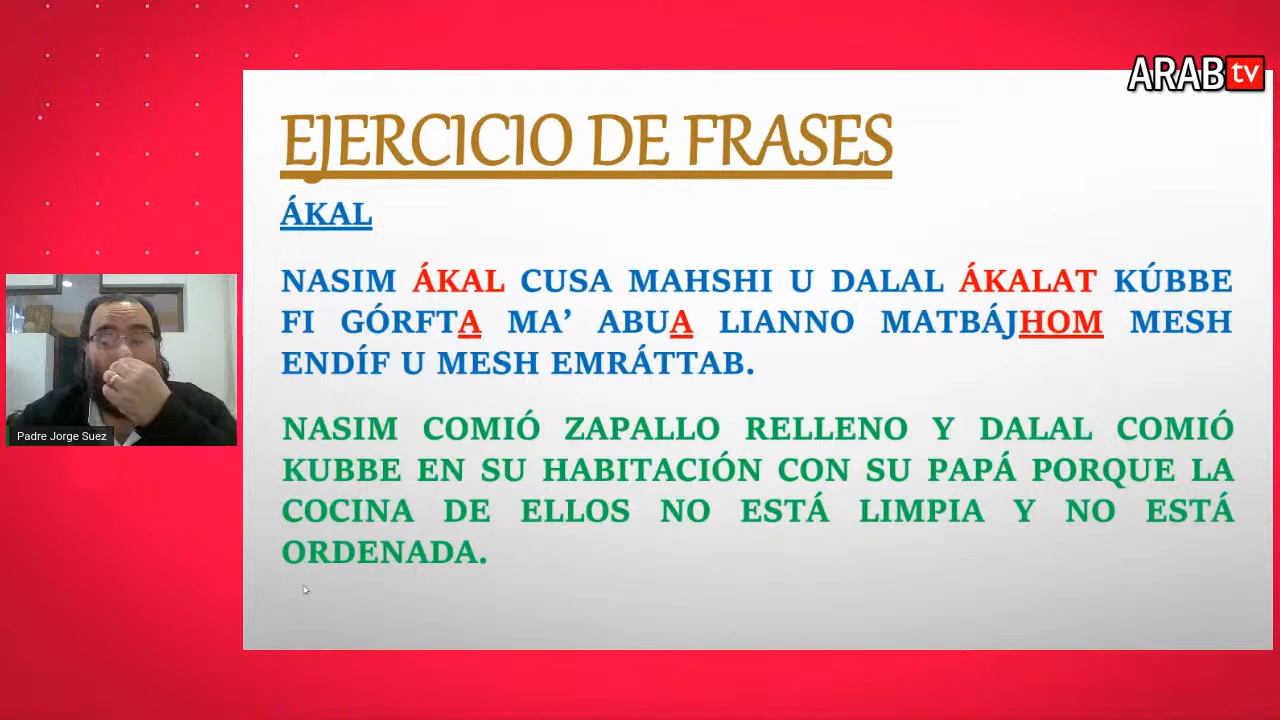 ARAB tv
EJERCICIO DE FRASES
ÁKAL
NASIM ÁKAL CUSA MAHSHI U DALAL ÁKALAT KÚBBE
FI GÓRFTA MA’ ABUA LIANNO MATBÁJHOM MESH
ENDÍF U MESH EMRÁTTAB.
NASIM COMIÓ ZAPALLO RELLENO Y DALAL COMIÓ
KUBBE EN SU HABITACIÓN CON SU PAPÁ PORQUE LA
COCINA DE ELLOS NO ESTÁ LIMPIA Y NO ESTÁ
ORDENADA.
Padre Jorge Suez